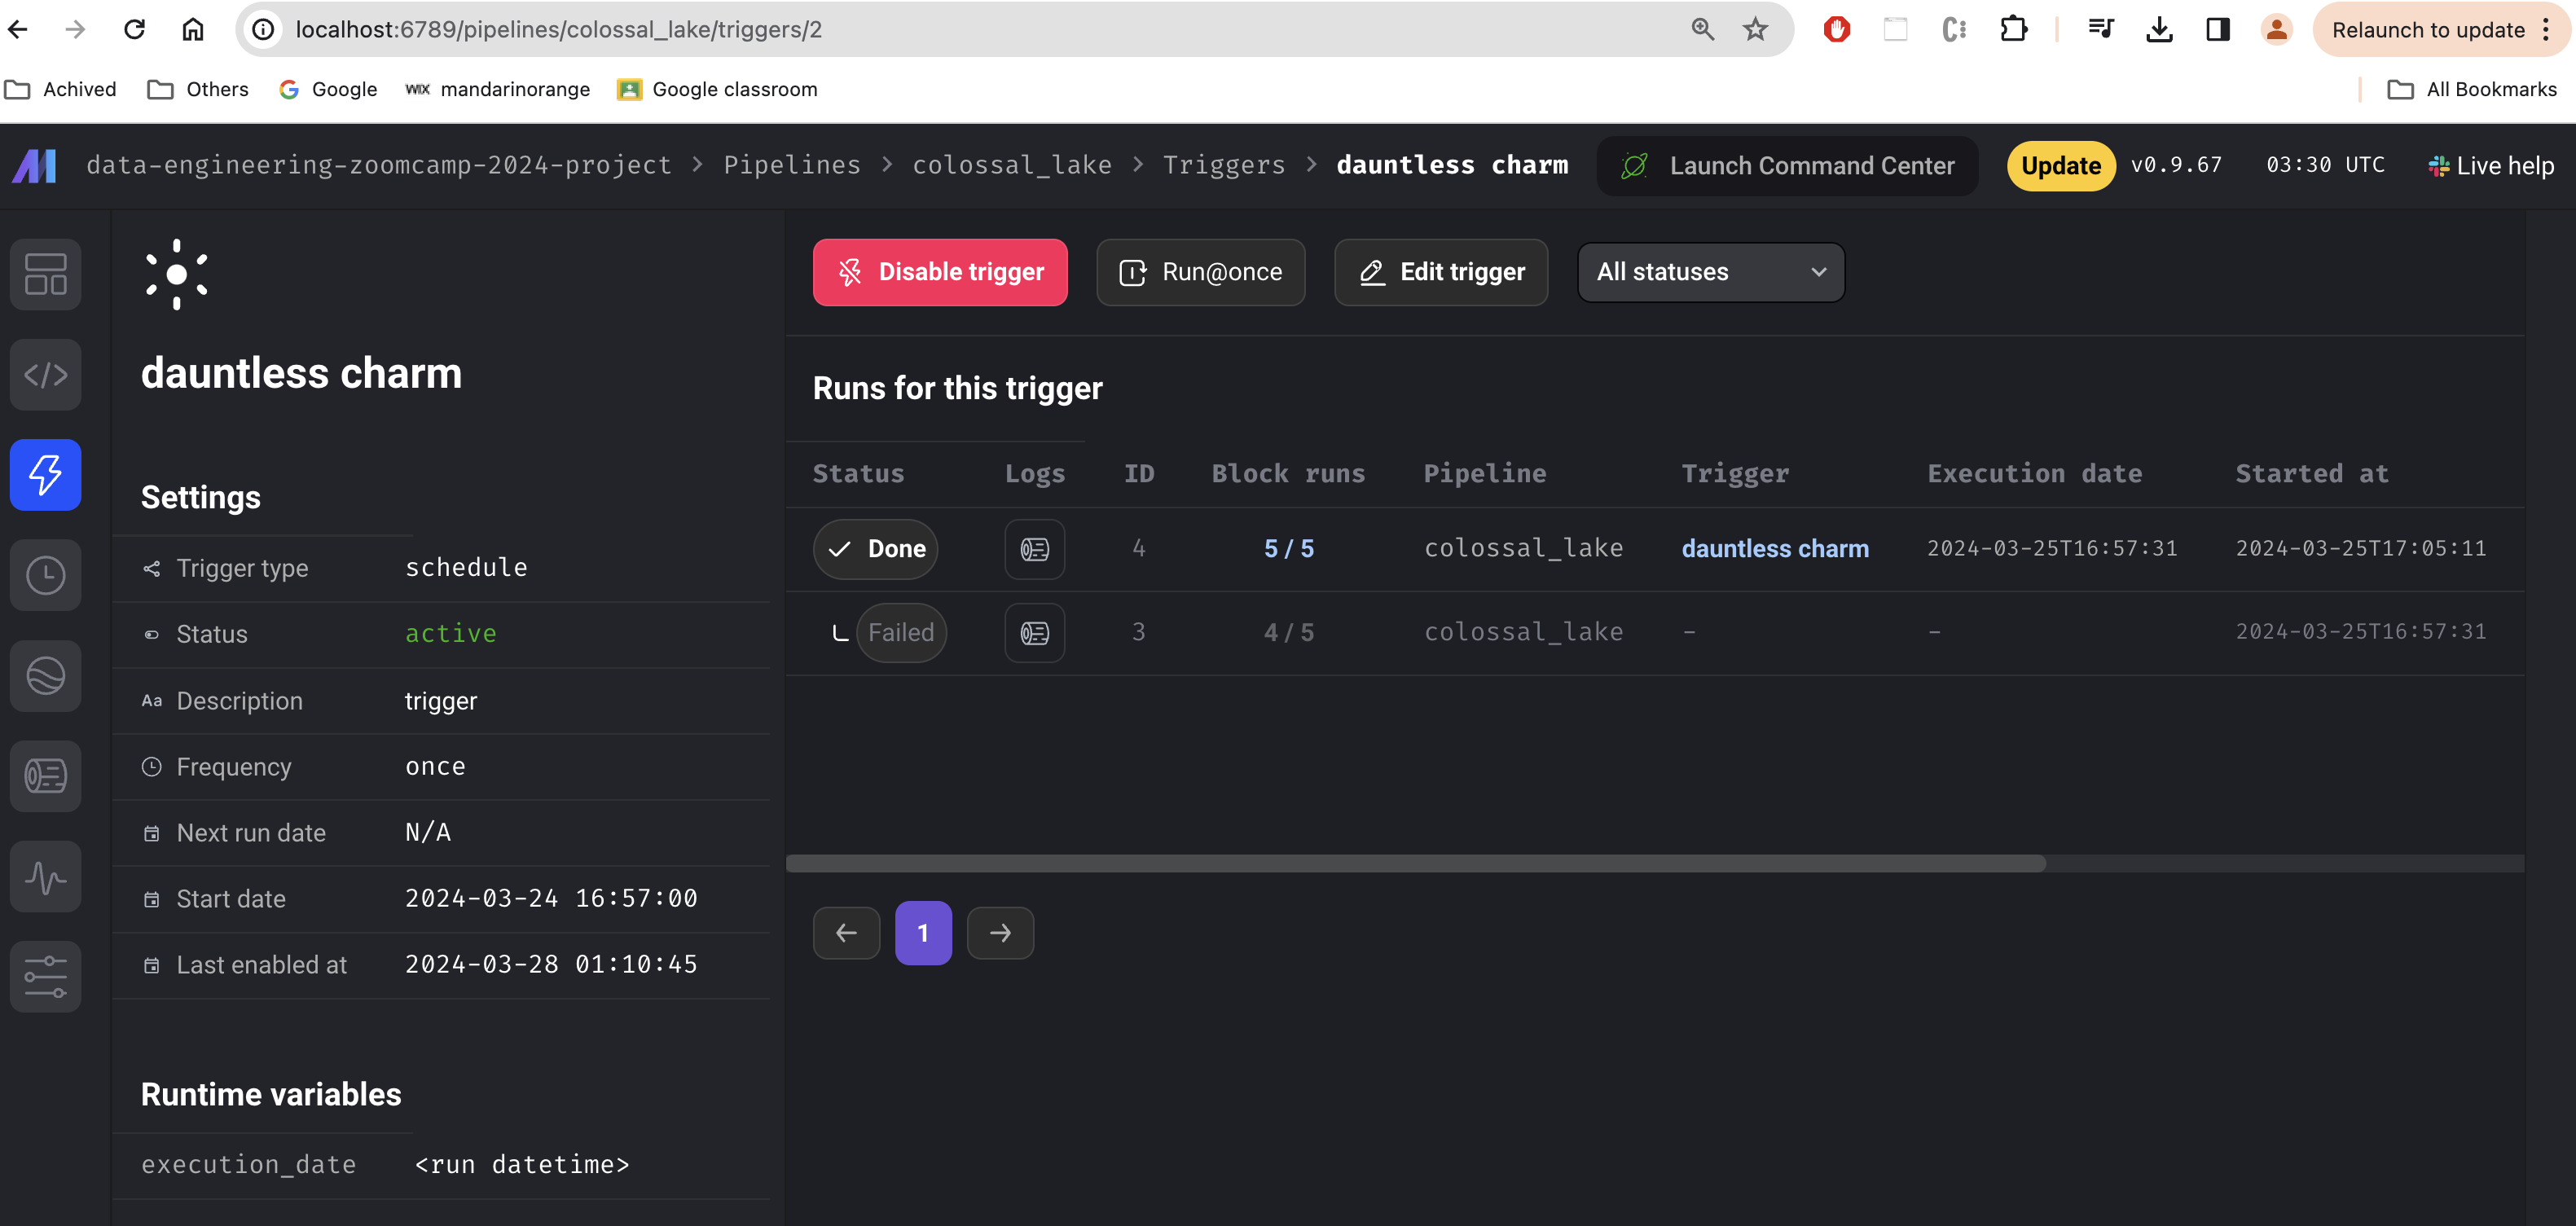 localhost:6789/pipelines/colossal_lake/triggers/2
Relaunch to update
Achived
Others
Google
WIX mandarinorange
Google classroom
All Bookmarks
data-engineering-zoomcamp-2024-project > Pipelines > colossal_lake > Triggers > dauntless charm
Launch Command Center
Update
v0.9.67
03:30 UTC
Live help
dauntless charm
Settings
Trigger type schedule
Status active
Aa Description trigger
Frequency once
Next run date N/A
Start date 2024-03-24 16:57:00
Last enabled at 2024-03-28 01:10:45
Runtime variables
execution_date <run datetime>
Disable trigger
Run@once
Edit trigger
All statuses
Runs for this trigger
Status Logs ID Block runs Pipeline Trigger Execution date Started at
Done 4 5 / 5 colossal_lake dauntless charm 2024-03-25T16:57:31 2024-03-25T17:05:11
Failed 3 4 / 5 colossal_lake - - 2024-03-25T16:57:31
1